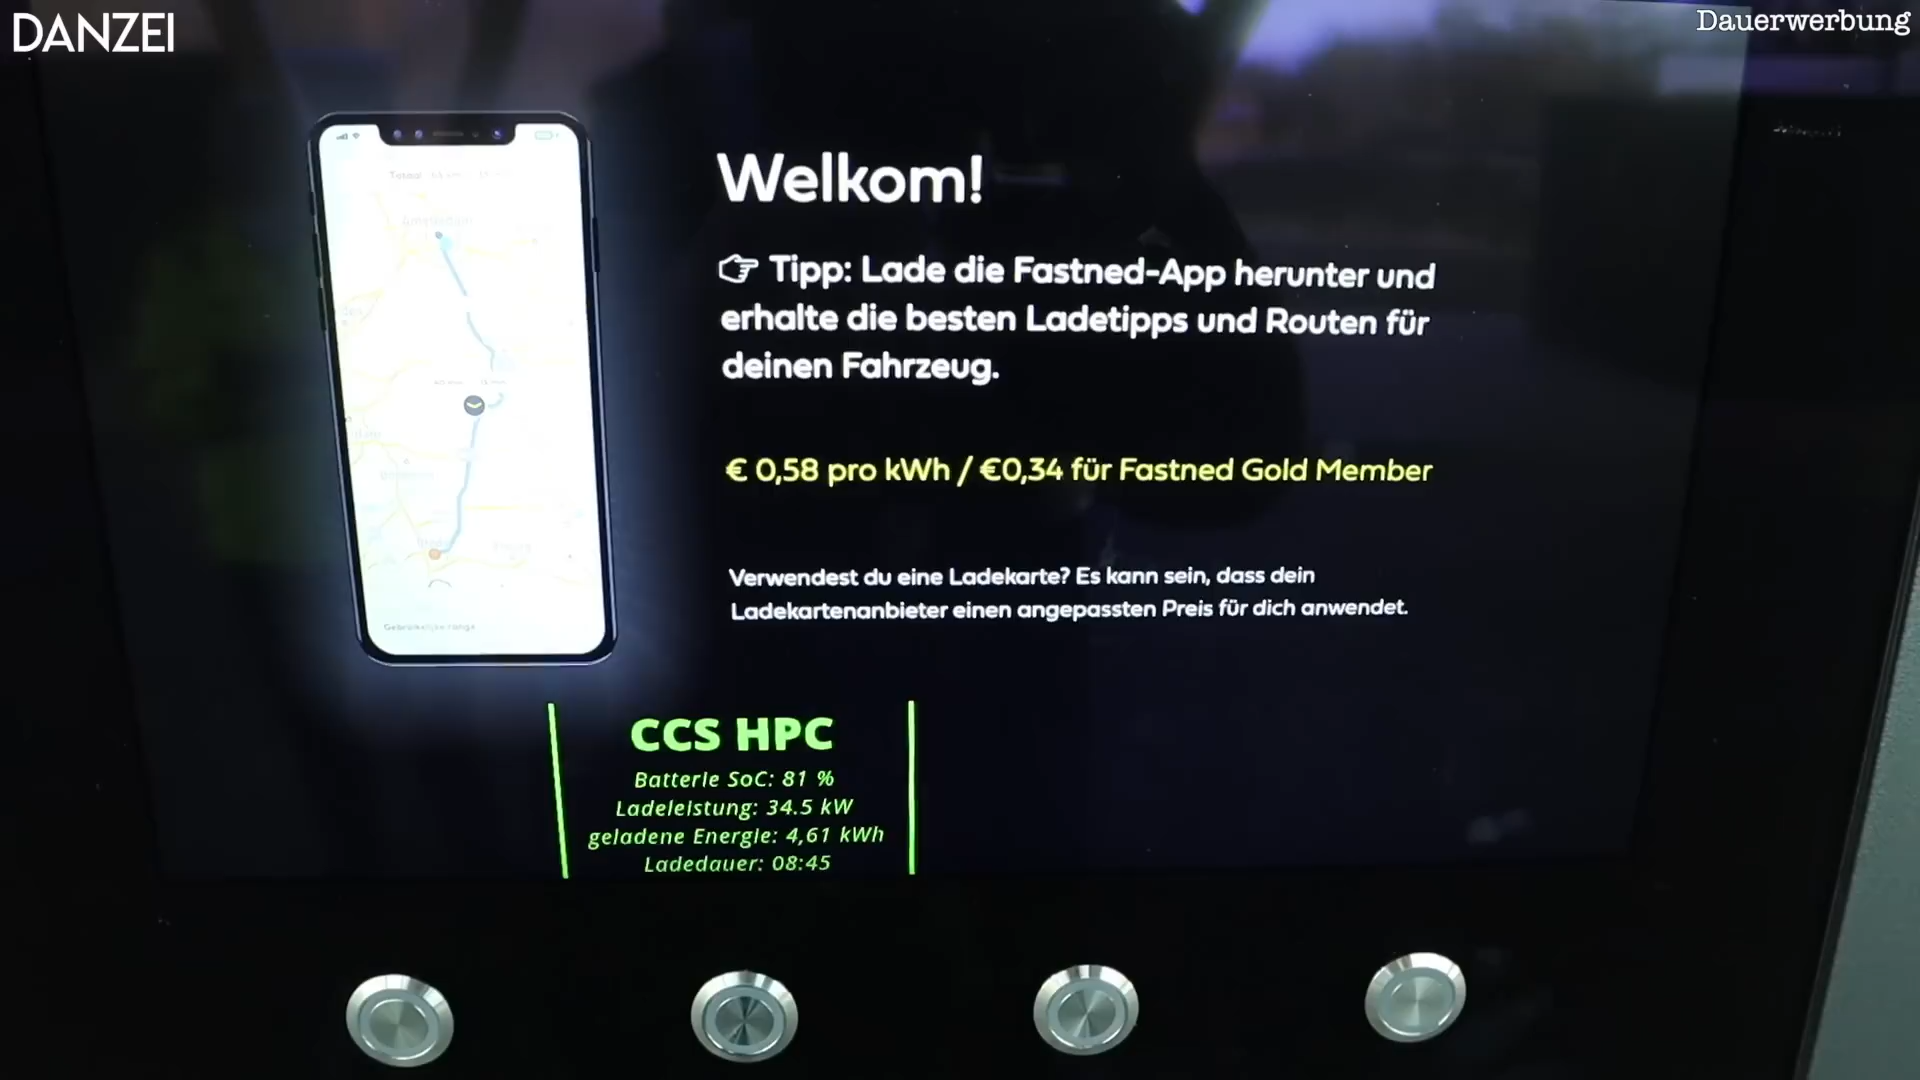 DANZEI
Dauerwerbung
Welkom!
Tipp: Lade die Fastned-App herunter und
erhalte die besten Ladetipps und Routen für
deinen Fahrzeug.
€ 0,58 pro kWh / €0,34 für Fastned Gold Member
Verwendest du eine Ladekarte? Es kann sein, dass dein
Ladekartenanbieter einen angepassten Preis für dich anwendet.
Amsterdam
Gebruikelijke range
CCS HPC
Batterie SoC: 81 %
Ladeleistung: 34.5 kW
geladene Energie: 4,61 kWh
Ladedauer: 08:45